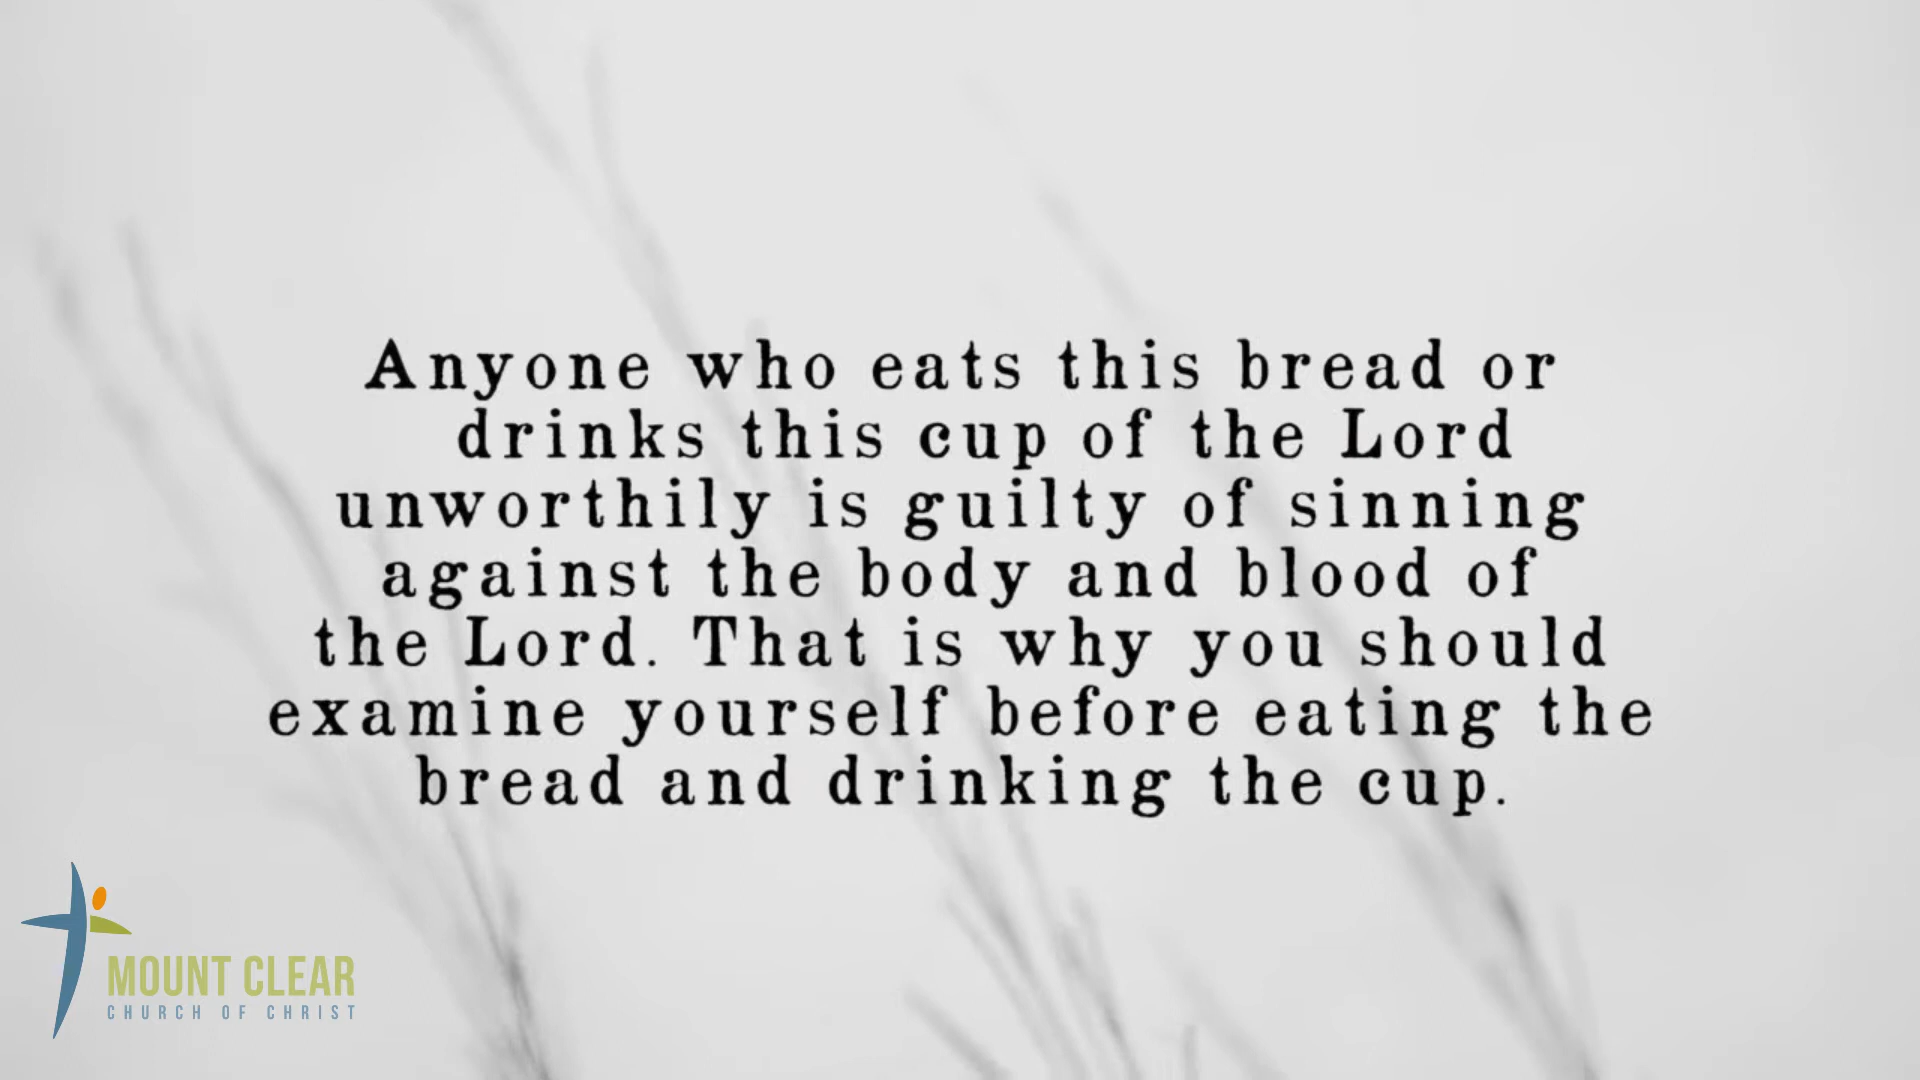 Anyone who eats this bread or
drinks this cup of the Lord
unworthily is guilty of sinning
against the body and blood of
the Lord. That is why you should
examine yourself before eating the
bread and drinking the cup.
MOUNT CLEAR
CHURCH OF CHRIST